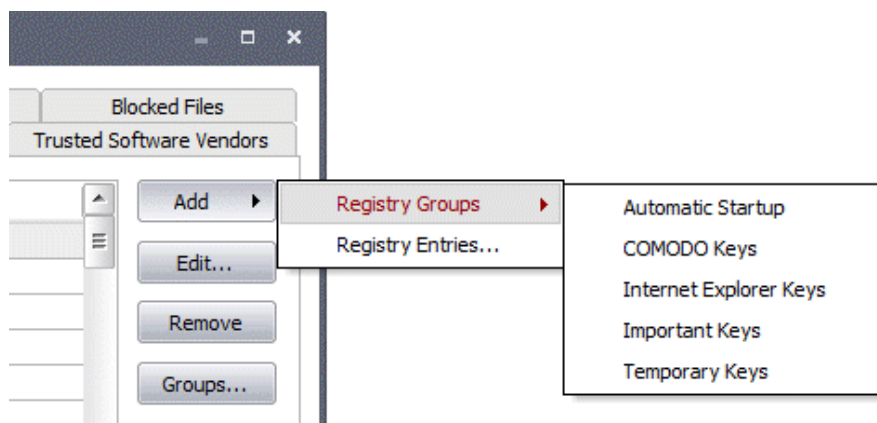 Blocked Files
Trusted Software Vendors
Add
Edit...
Remove
Groups...
Registry Groups
Registry Entries...
Automatic Startup
COMODO Keys
Internet Explorer Keys
Important Keys
Temporary Keys